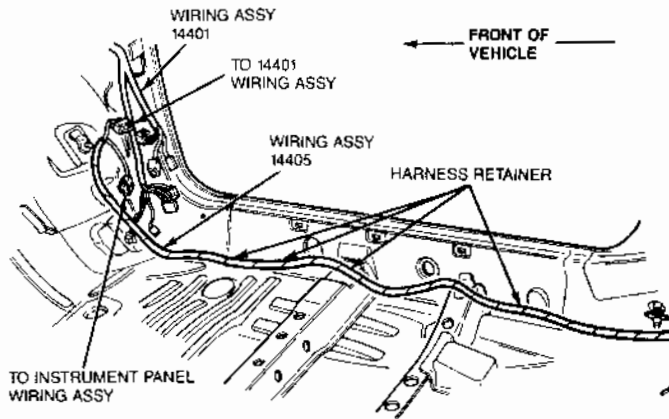 WIRING ASSY
14401
FRONT OF
VEHICLE
TO 14401
WIRING ASSY
WIRING ASSY
14405
HARNESS RETAINER
TO INSTRUMENT PANEL
WIRING ASSY